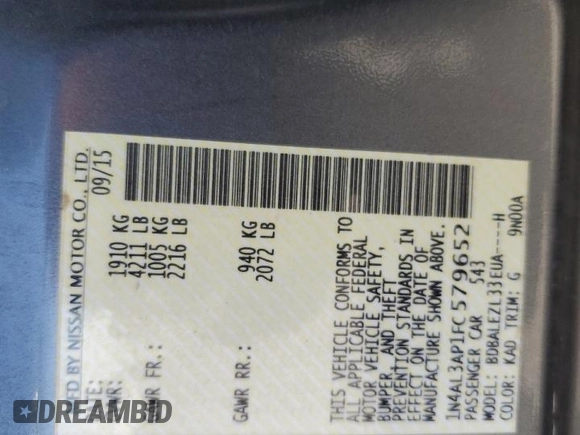 MFD BY NISSAN MOTOR CO., LTD.
09/15
1910 KG
4211 LB
FR.: 1005 KG
2216 LB
GAWR RR.: 940 KG
2072 LB
THIS VEHICLE CONFORMS TO
ALL APPLICABLE FEDERAL
MOTOR VEHICLE SAFETY,
BUMPER, AND THEFT
PREVENTION STANDARDS IN
EFFECT ON THE DATE OF
MANUFACTURE SHOWN ABOVE.
1N4AL3AP1FC579652
PASSENGER CAR 543
MODEL: BDBALEZL33EUA----H
COLOR: KAD TRIM: G 9N00A
DREAMBID